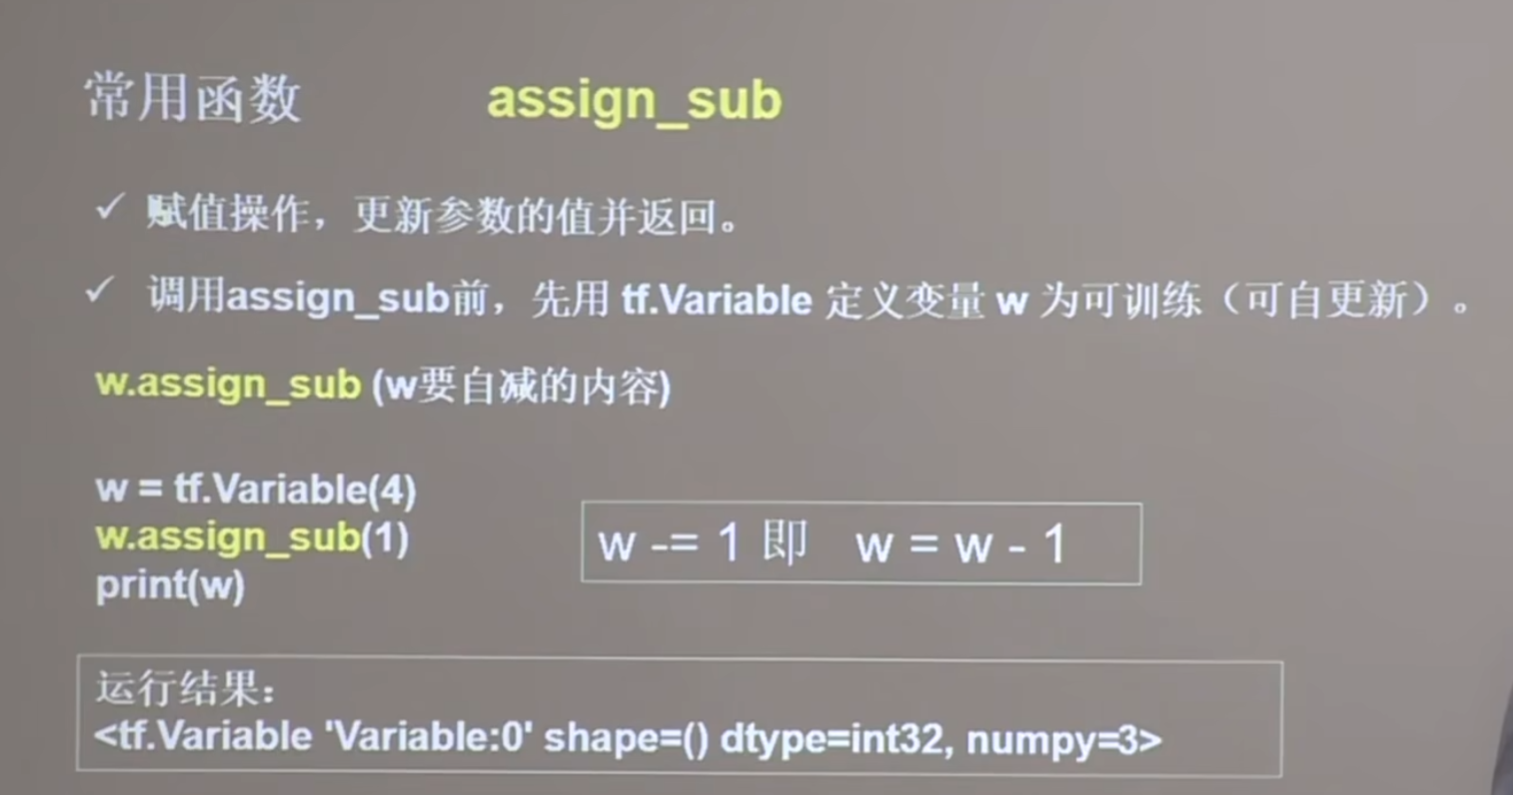 常用函数 assign_sub
✓ 赋值操作，更新参数的值并返回。
✓ 调用assign_sub前，先用 tf.Variable 定义变量 w 为可训练（可自更新）。
w.assign_sub (w要自减的内容)
w = tf.Variable(4)
w.assign_sub(1)
print(w)
w -= 1 即 w = w - 1
运行结果：
<tf.Variable 'Variable:0' shape=() dtype=int32, numpy=3>